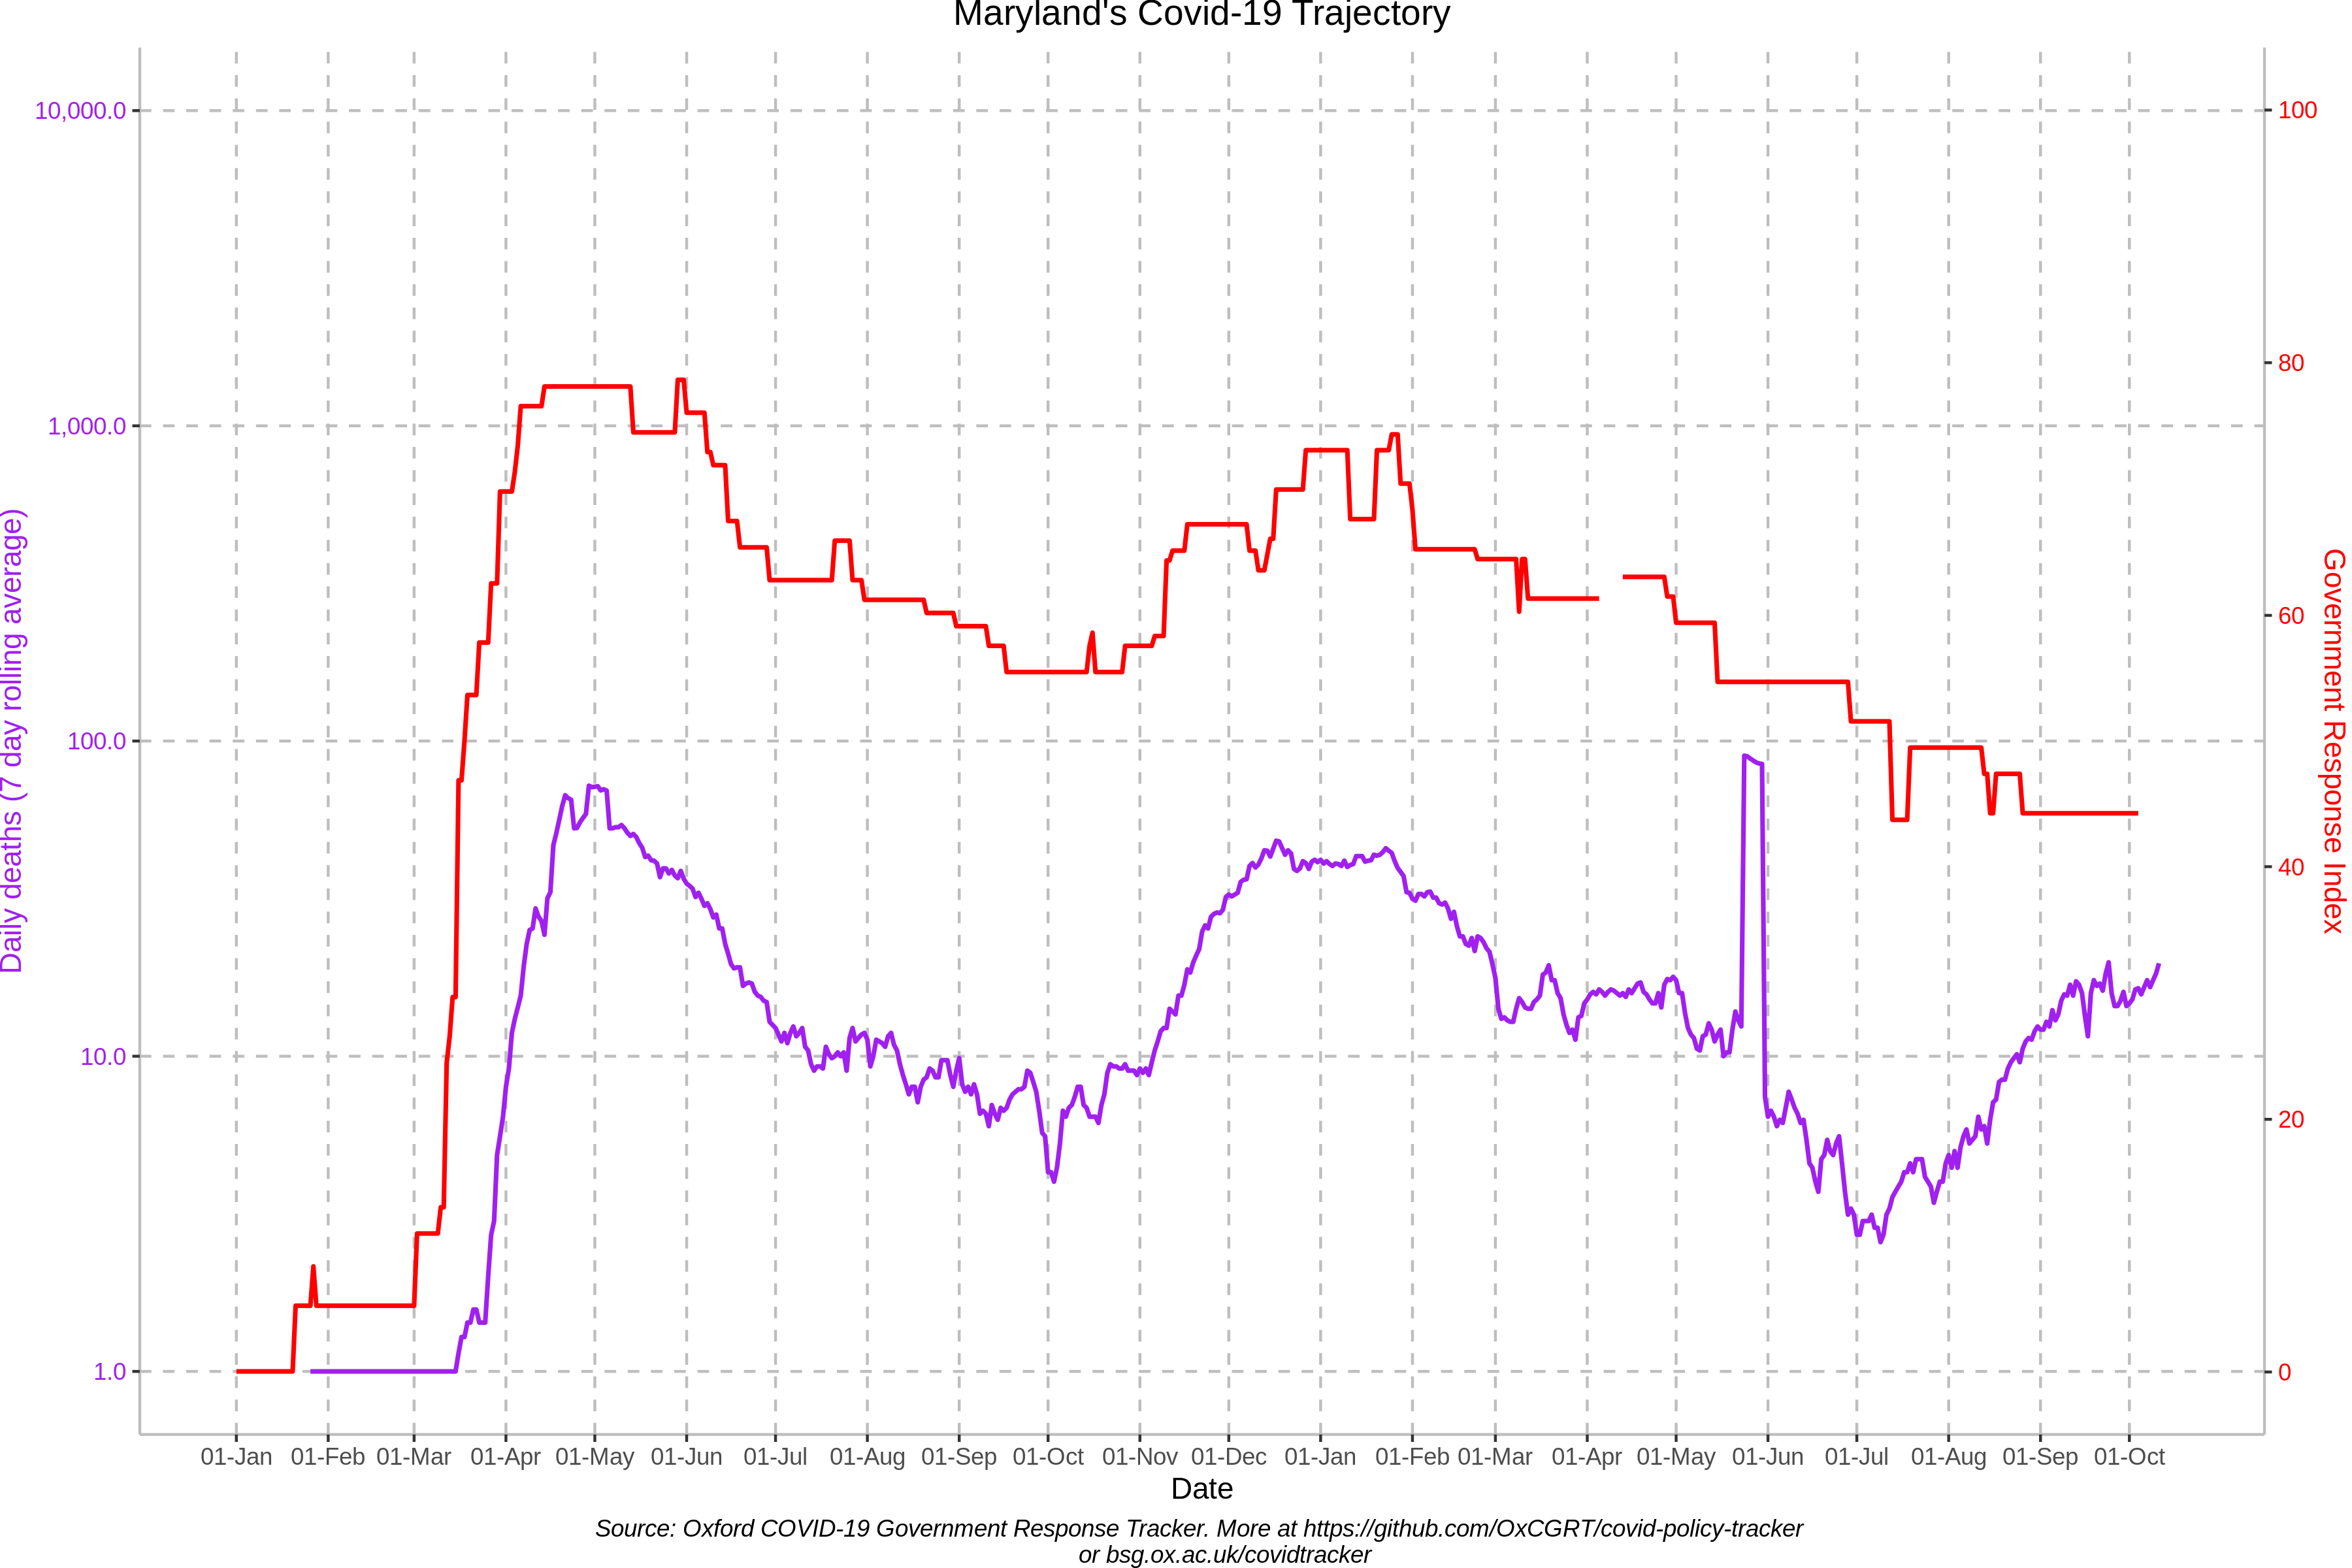 Maryland's Covid-19 Trajectory
10,000.0
1,000.0
100.0
10.0
1.0
Daily deaths (7 day rolling average)
100
80
60
40
20
0
Government Response Index
01-Jan 01-Feb 01-Mar 01-Apr 01-May 01-Jun 01-Jul 01-Aug 01-Sep 01-Oct 01-Nov 01-Dec 01-Jan 01-Feb 01-Mar 01-Apr 01-May 01-Jun 01-Jul 01-Aug 01-Sep 01-Oct
Date
Source: Oxford COVID-19 Government Response Tracker. More at https://github.com/OxCGRT/covid-policy-tracker
or bsg.ox.ac.uk/covidtracker